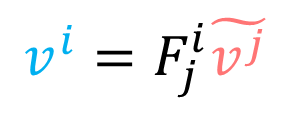 $v^i = F^i_j \widetilde{v^j}$